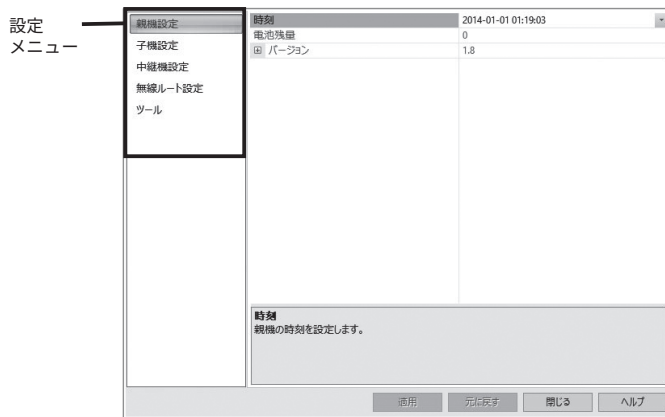 設定
メニュー
親機設定
子機設定
中継機設定
無線ルート設定
ツール
時刻 2014-01-01 01:19:03
電池残量 0
バージョン 1.8
時刻
親機の時刻を設定します。
適用 元に戻す 閉じる ヘルプ